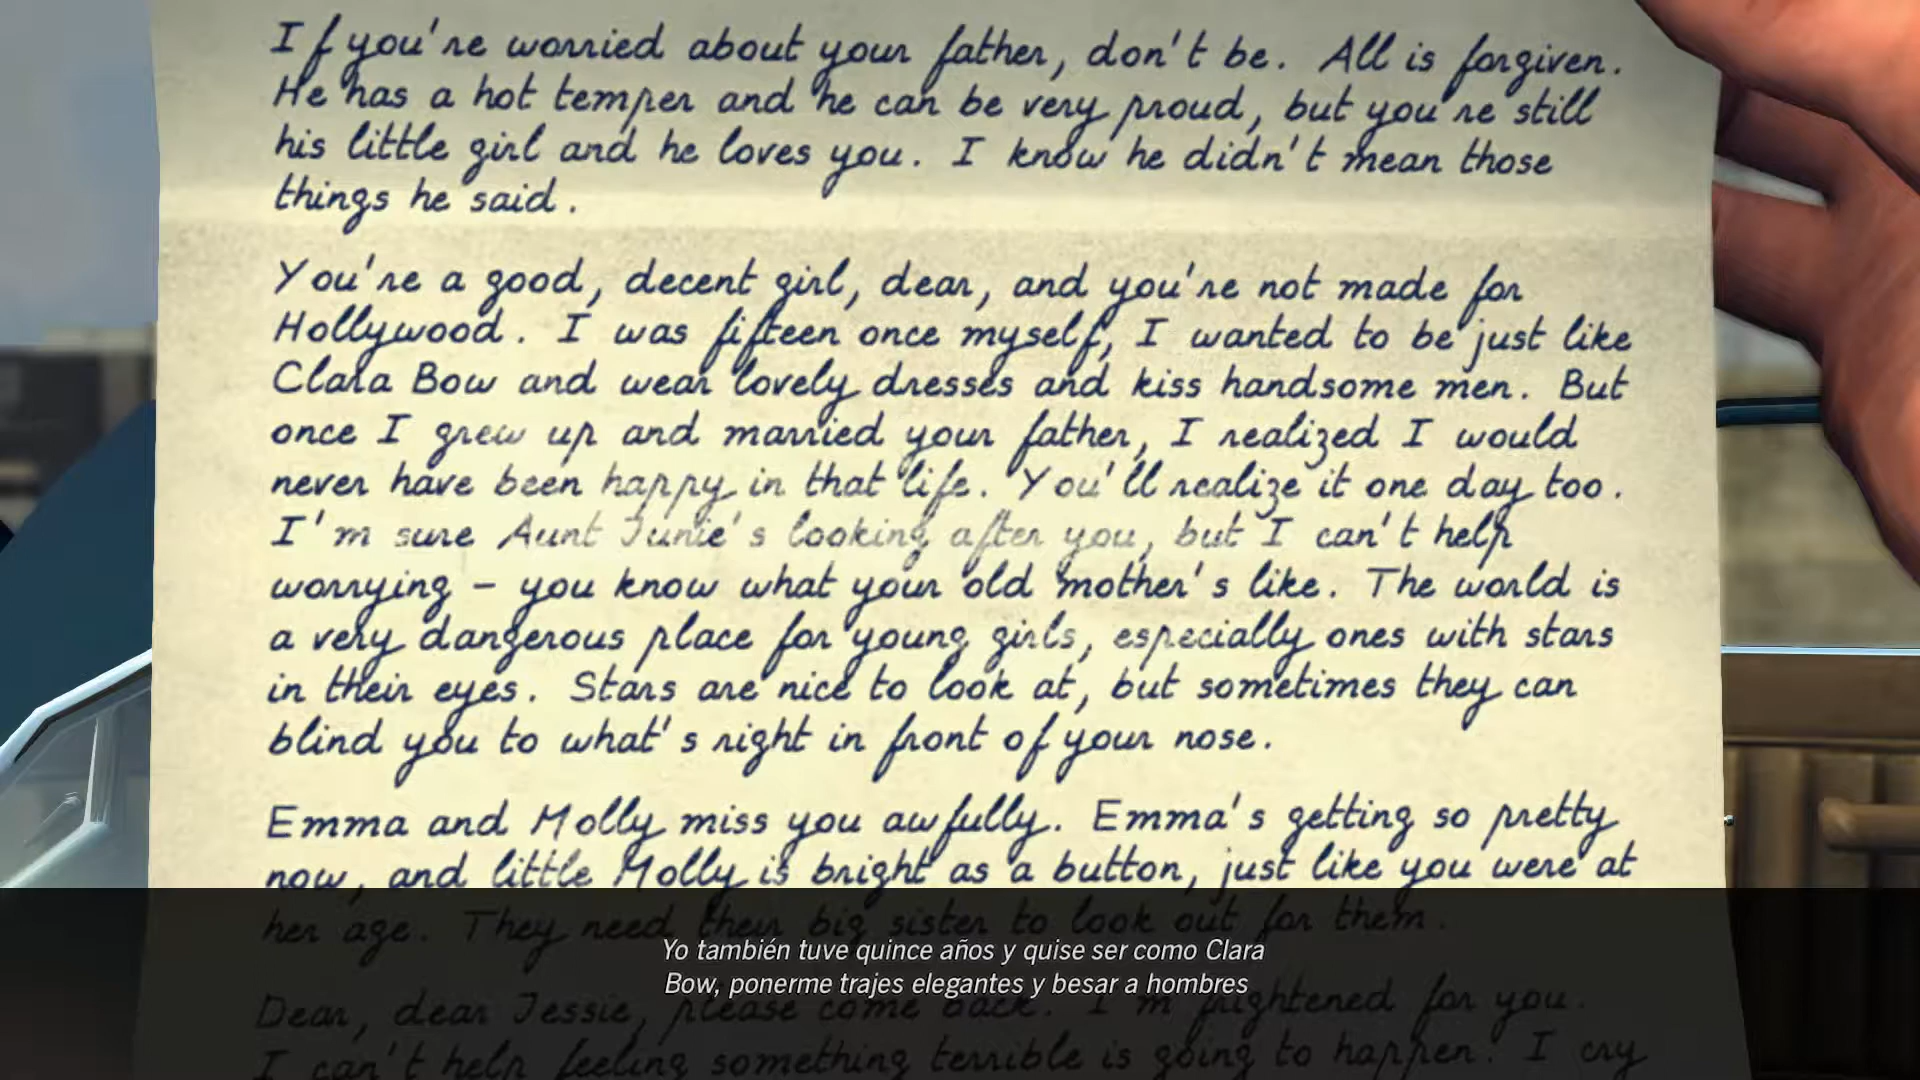 If you're worried about your father, don't be. All is forgiven.
He has a hot temper and he can be very proud, but you're still
his little girl and he loves you. I know he didn't mean those
things he said.
You're a good, decent girl, dear, and you're not made for
Hollywood. I was fifteen once myself, I wanted to be just like
Clara Bow and wear lovely dresses and kiss handsome men. But
once I grew up and married your father, I realized I would
never have been happy in that life. You'll realize it one day too.
I'm sure Aunt Junie's looking after you, but I can't help
worrying - you know what your old mother's like. The world is
a very dangerous place for young girls, especially ones with stars
in their eyes. Stars are nice to look at, but sometimes they can
blind you to what's right in front of your nose.
Emma and Molly miss you awfully. Emma's getting so pretty
now, and little Molly is bright as a button, just like you were at
her age. They need their big sister to look out for them.
Yo también tuve quince años y quise ser como Clara
Bow, ponerme trajes elegantes y besar a hombres
Dear, dear Jessie, please come back. I'm frightened for you.
I can't help feeling something terrible is going to happen. I cry